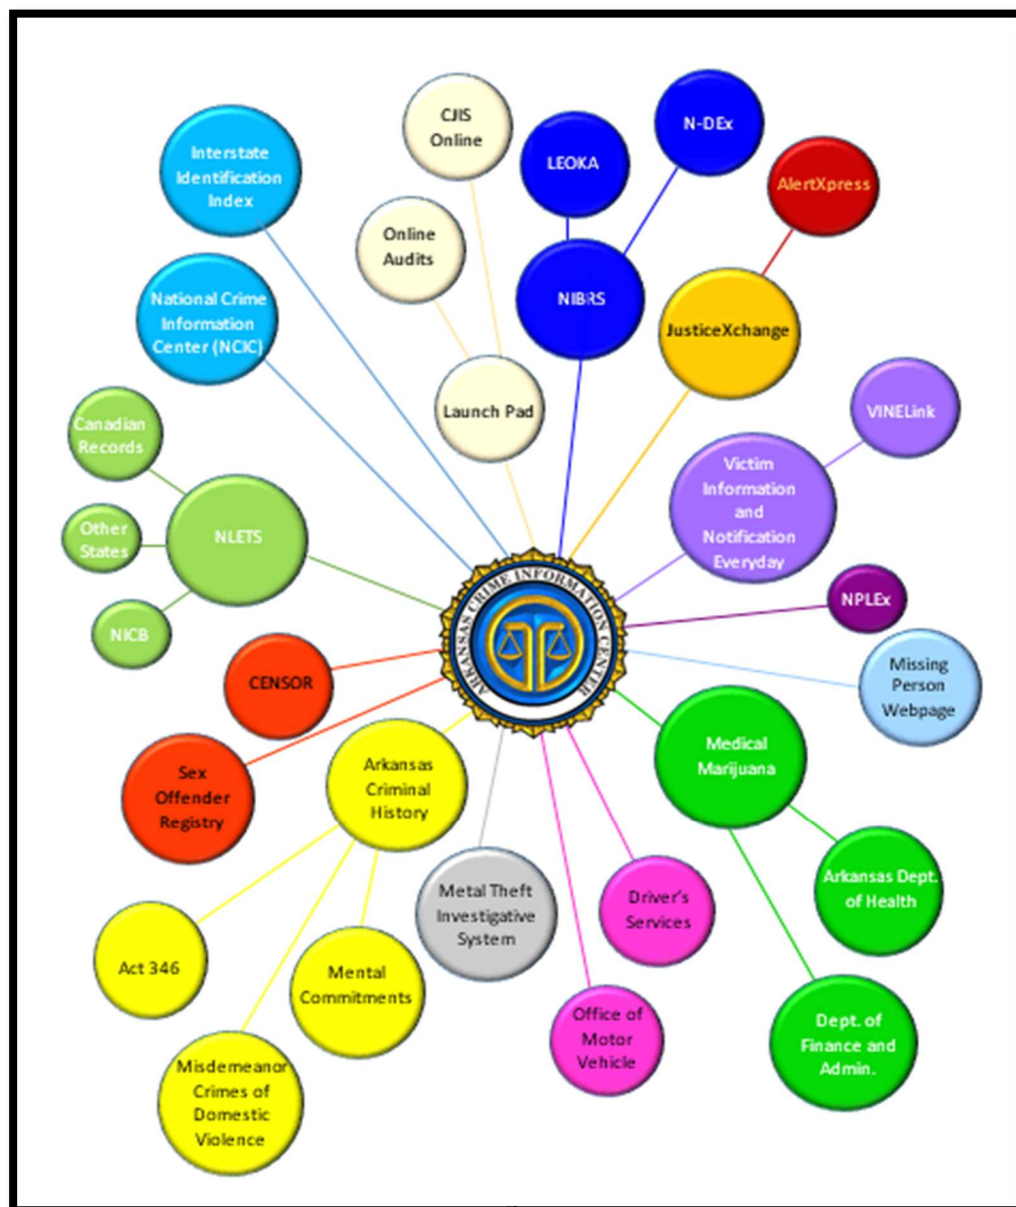 CJIS
Online
N-DEx
LEOKA
AlertXpress
Interstate
Identification
Index
Online
Audits
NIBRS
National Crime
Information
Center (NCIC)
JusticeXchange
Launch Pad
VINELink
Canadian
Records
Victim
Information
and
Notification
Everyday
NLETS
Other
States
NICB
ARKANSAS CRIME INFORMATION CENTER
NPLEx
CENSOR
Missing
Person
Webpage
Medical
Marijuana
Sex
Offender
Registry
Arkansas
Criminal
History
Metal Theft
Investigative
System
Driver's
Services
Arkansas Dept.
of Health
Act 346
Mental
Commitments
Office of
Motor
Vehicle
Dept. of
Finance and
Admin.
Misdemeanor
Crimes of
Domestic
Violence